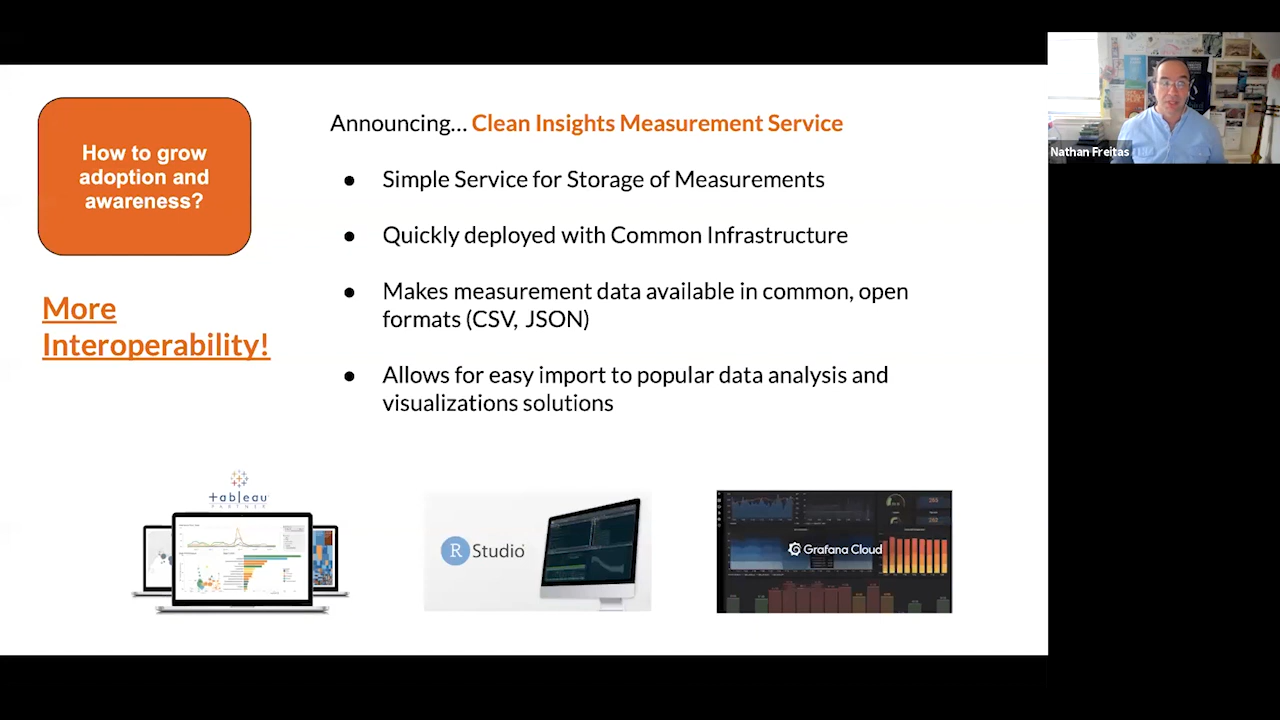 How to grow
adoption and
awareness?
More
Interoperability!
Announcing... Clean Insights Measurement Service
● Simple Service for Storage of Measurements
● Quickly deployed with Common Infrastructure
● Makes measurement data available in common, open
formats (CSV, JSON)
● Allows for easy import to popular data analysis and
visualizations solutions
+ableau
PARTNER
R Studio
Grafana Cloud
Nathan Freitas